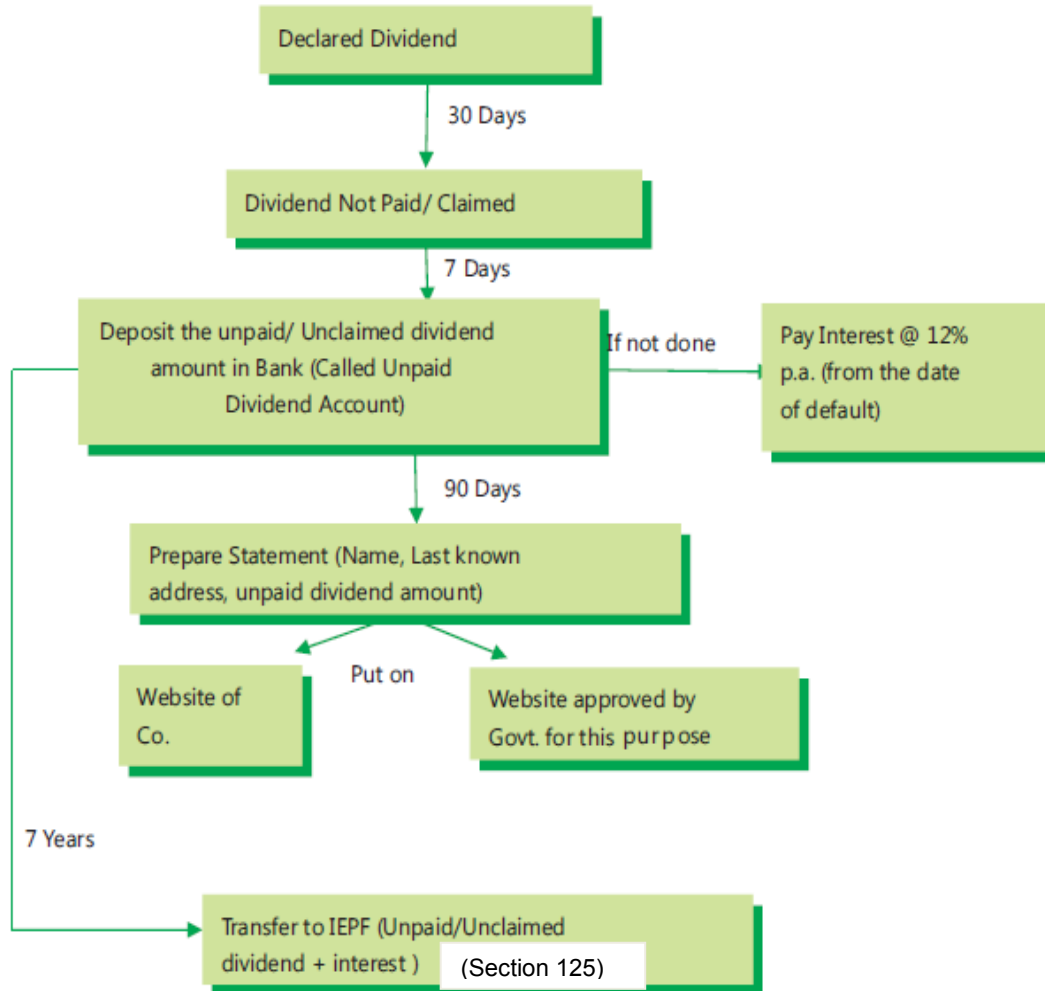 Declared Dividend
30 Days
Dividend Not Paid/ Claimed
7 Days
Deposit the unpaid/ Unclaimed dividend
amount in Bank (Called Unpaid
Dividend Account)
If not done
Pay Interest @ 12%
p.a. (from the date
of default)
90 Days
Prepare Statement (Name, Last known
address, unpaid dividend amount)
Put on
Website of
Co.
Website approved by
Govt. for this purpose
7 Years
Transfer to IEPF (Unpaid/Unclaimed
dividend + interest )
(Section 125)